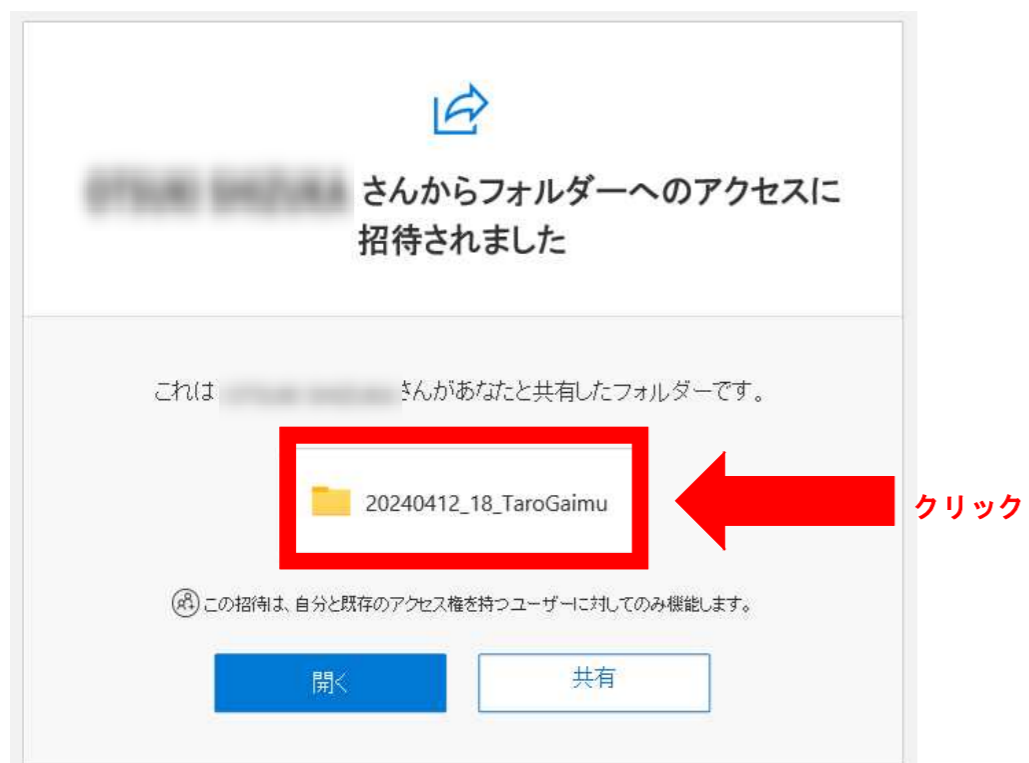 さんからフォルダーへのアクセスに
招待されました
これは さんがあなたと共有したフォルダーです。
20240412_18_TaroGaimu
クリック
この招待は、自分と既存のアクセス権を持つユーザーに対してのみ機能します。
開く
共有